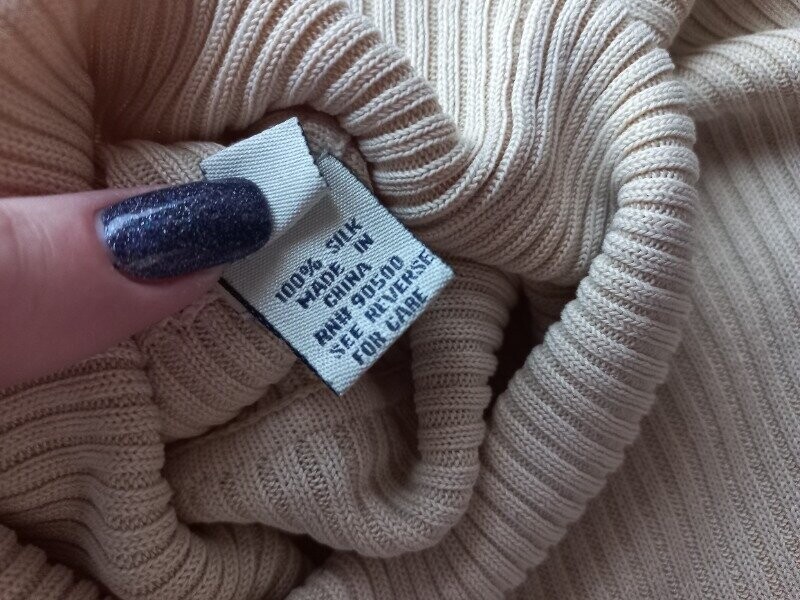 100% SILK
MADE IN
CHINA
RN# 90500
SEE REVERSE
FOR CARE